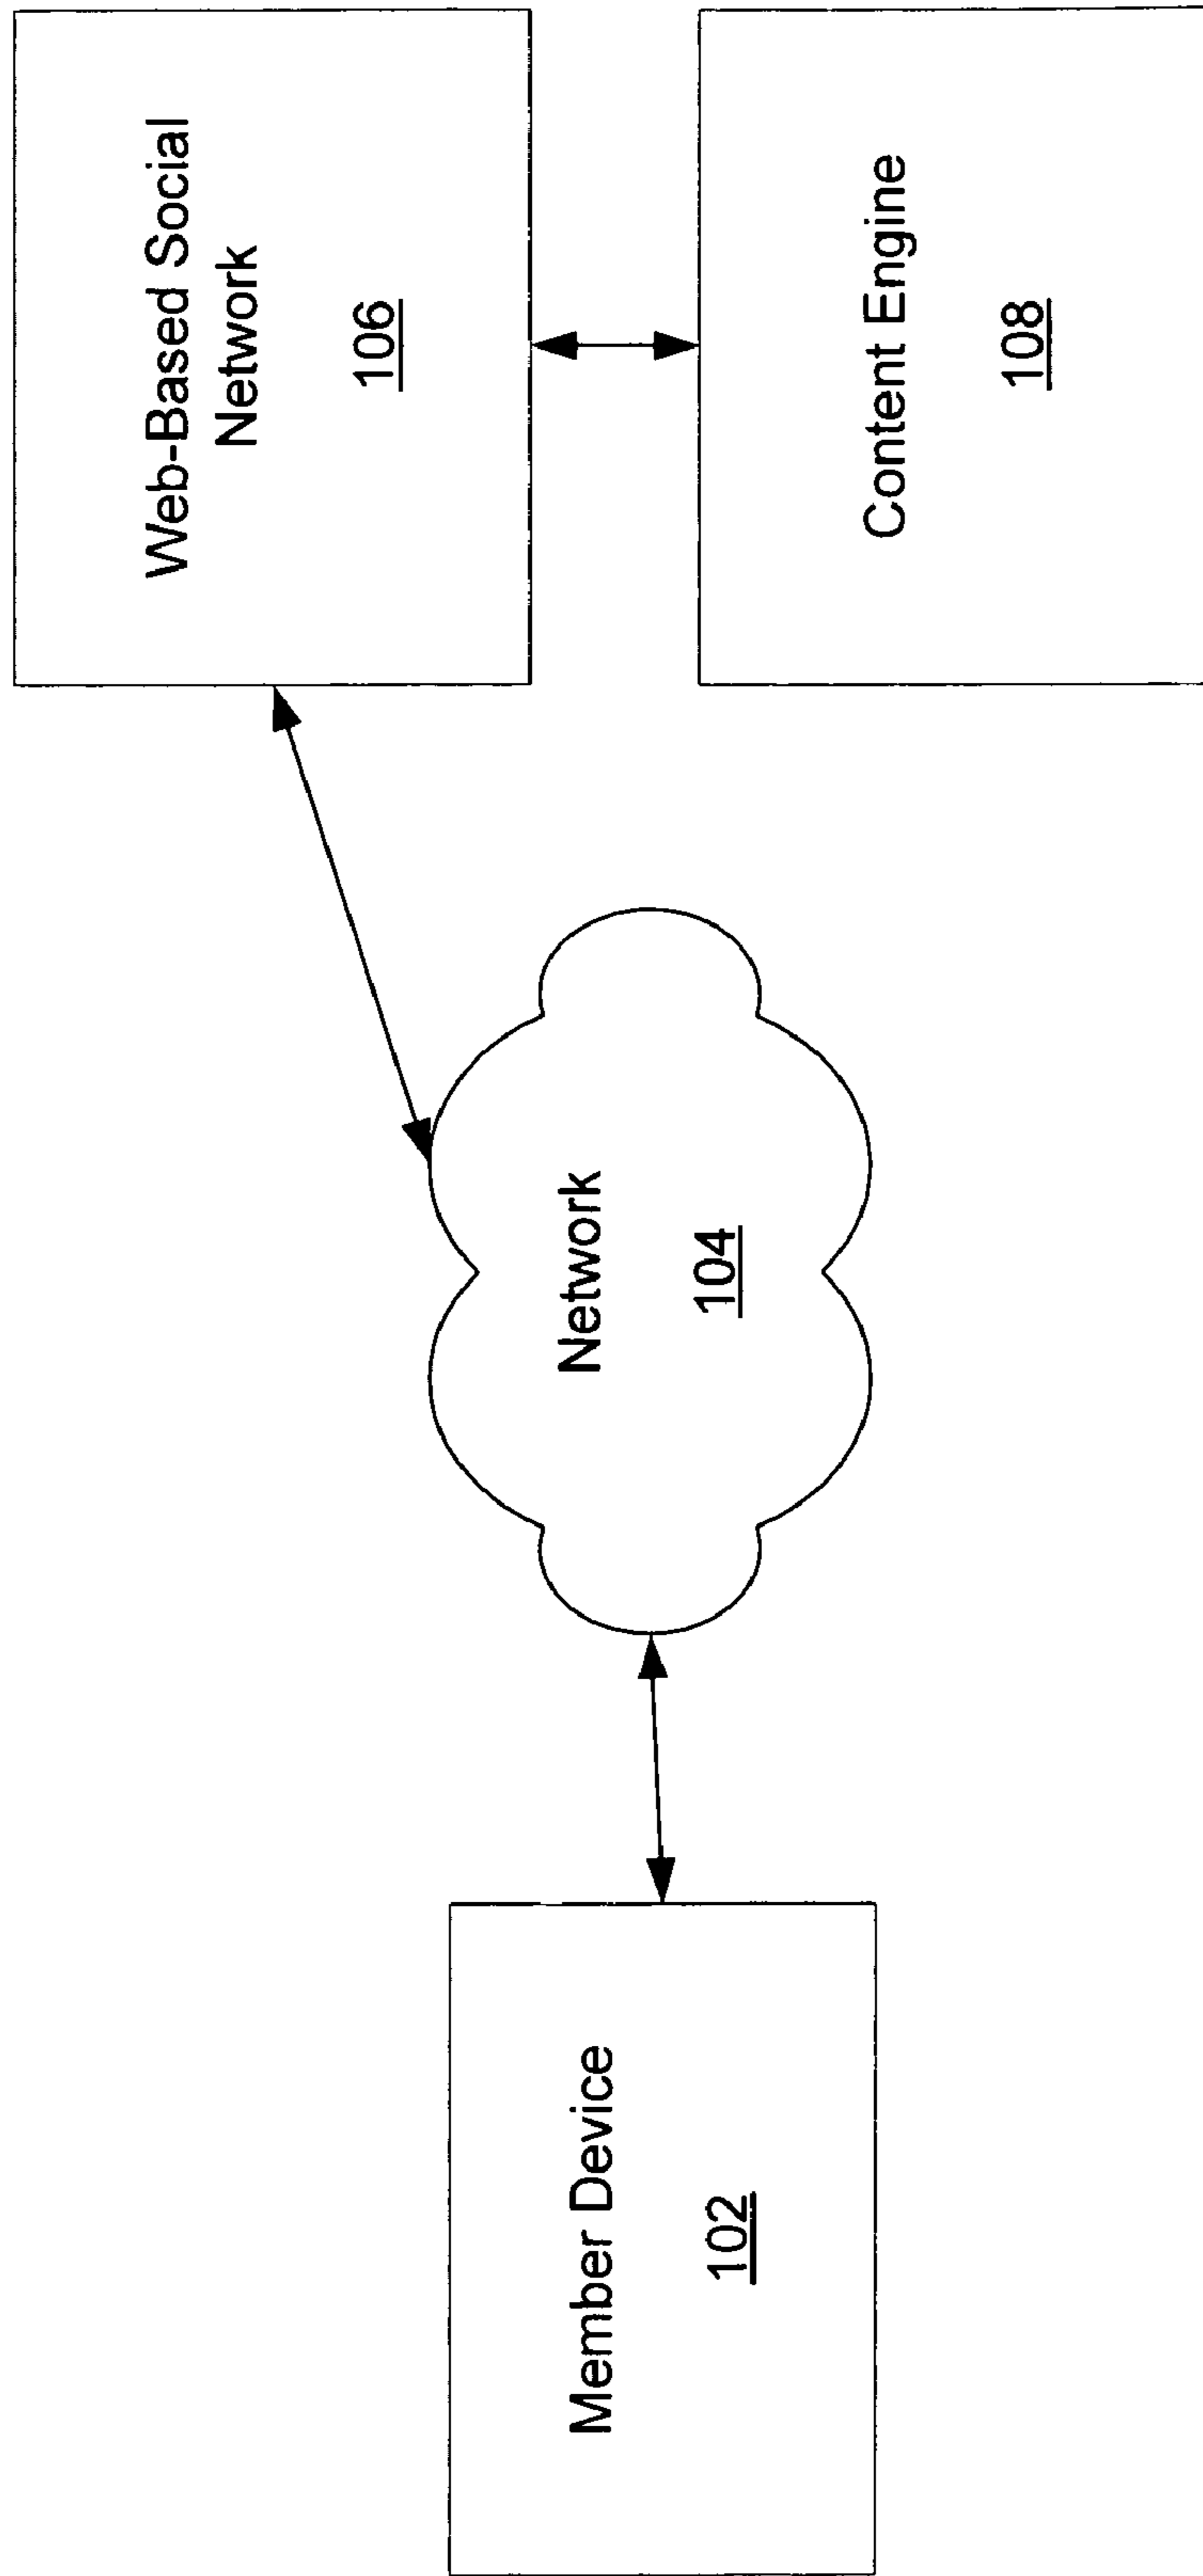 Member Device
102
Network
104
Web-Based Social
Network
106
Content Engine
108